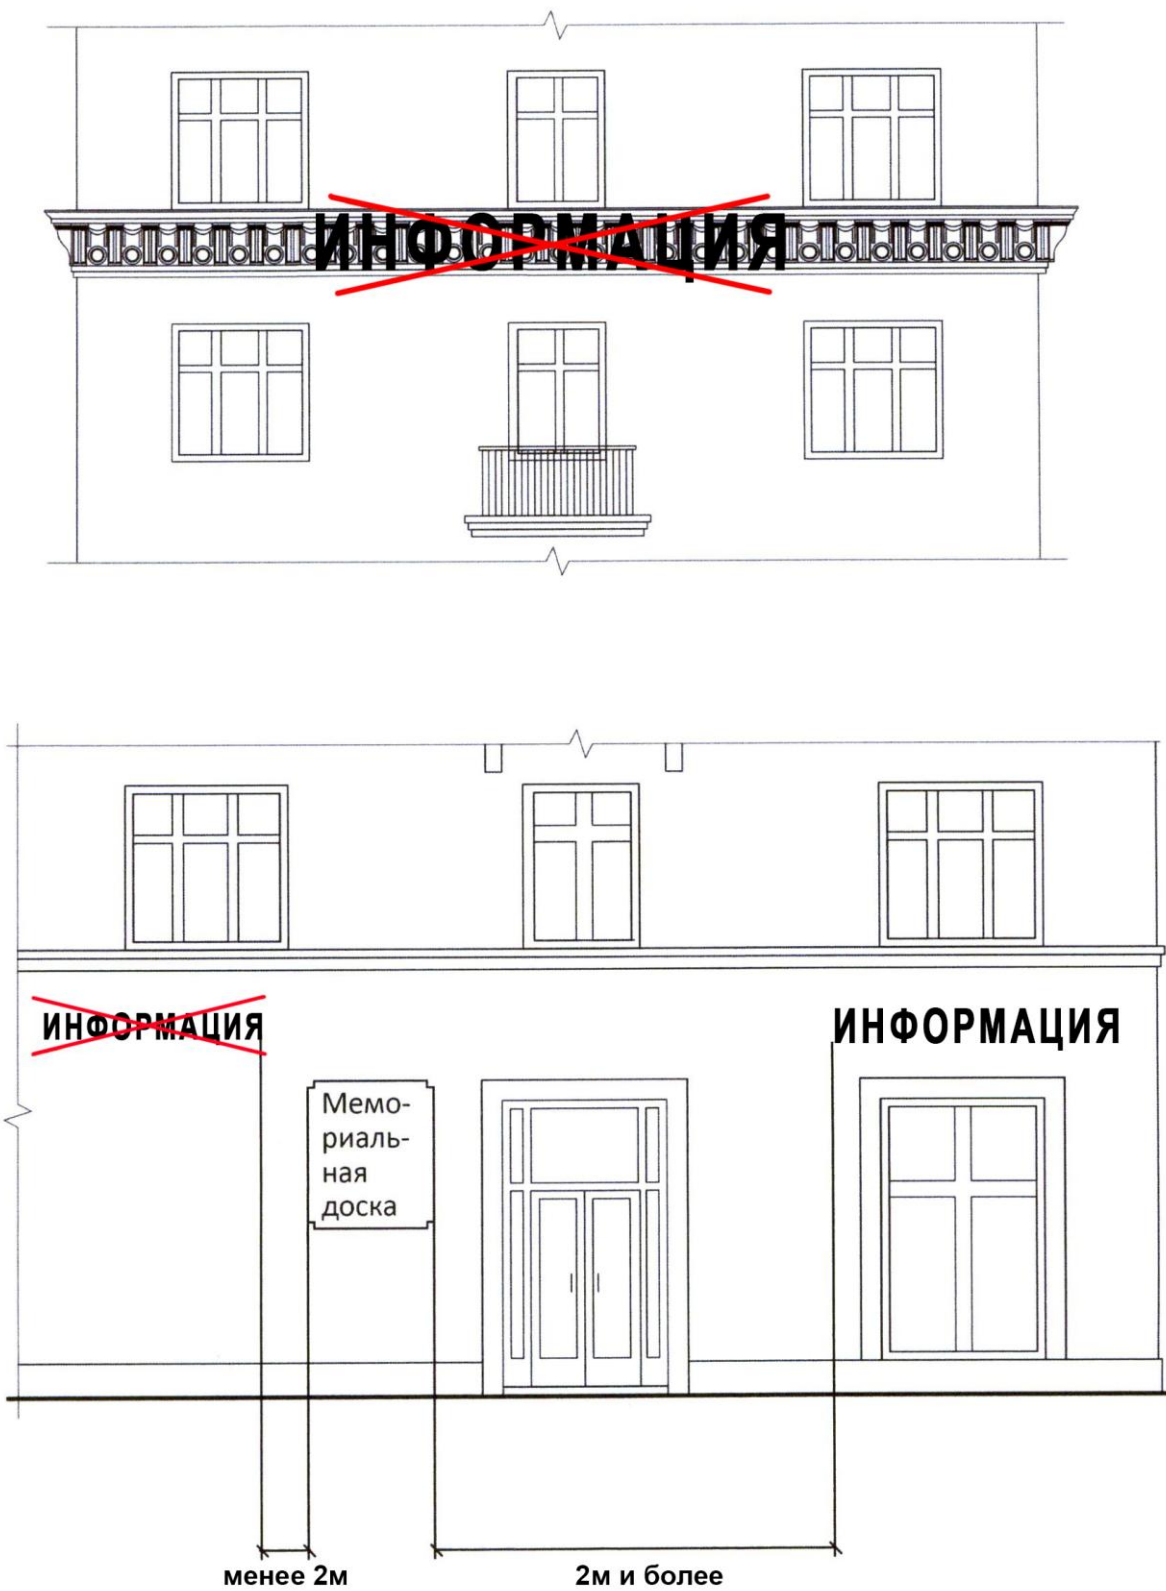 ИНФОРМАЦИЯ
ИНФОРМАЦИЯ
ИНФОРМАЦИЯ
Мемо-
риаль-
ная
доска
менее 2м
2м и более